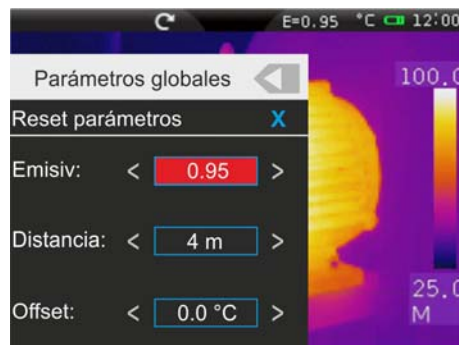 E=0.95 °C 12:00
Parámetros globales
100.0
Reset parámetros X
Emisiv: < 0.95 >
Distancia: < 4 m >
25.0
Offset: < 0.0 °C > M